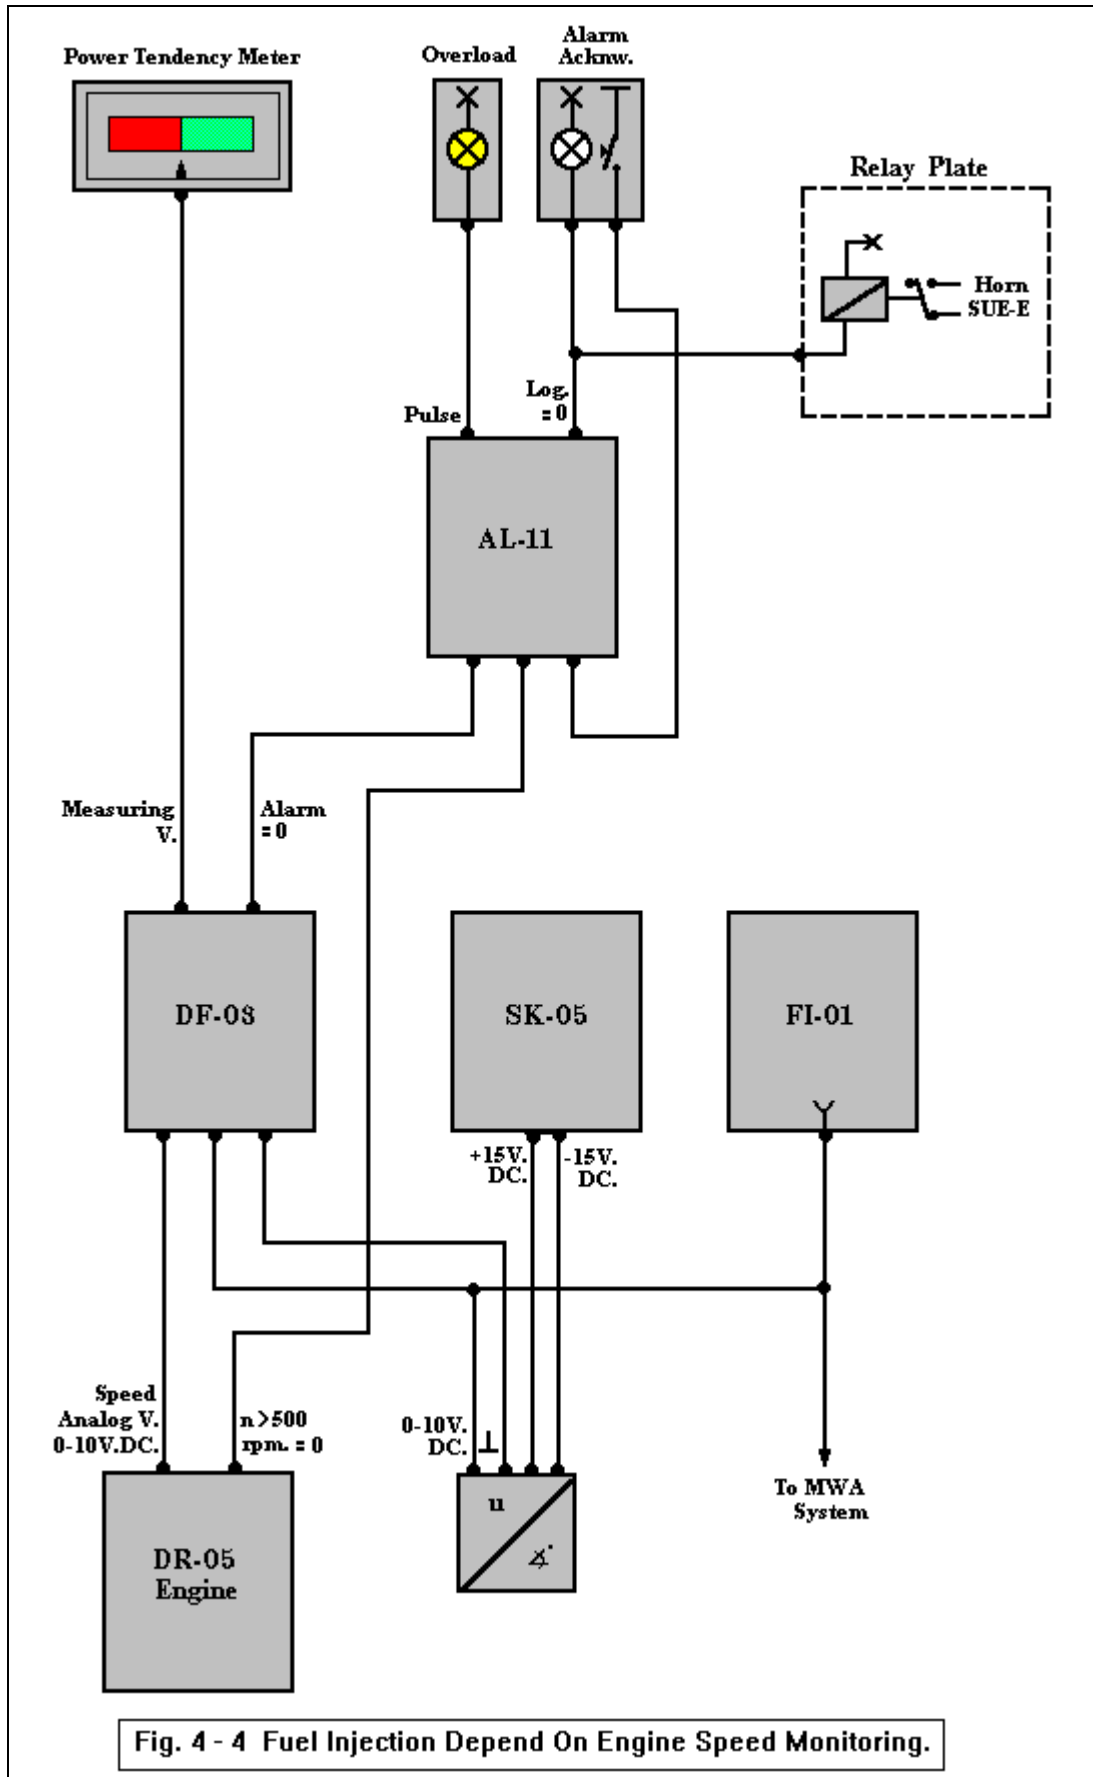 Power Tendency Meter
Overload
Alarm
Acknw.
Relay Plate
Horn
SUE-E
Pulse
Log.
= 0
AL-11
Measuring
V.
Alarm
= 0
DF-08
SK-05
FI-01
+15V.
DC.
-15V.
DC.
Speed
Analog V.
0-10V.DC.
n >500
rpm. = 0
0-10V.
DC.
To MWA
System
u
DR-05
Engine
Fig. 4 - 4 Fuel Injection Depend On Engine Speed Monitoring.